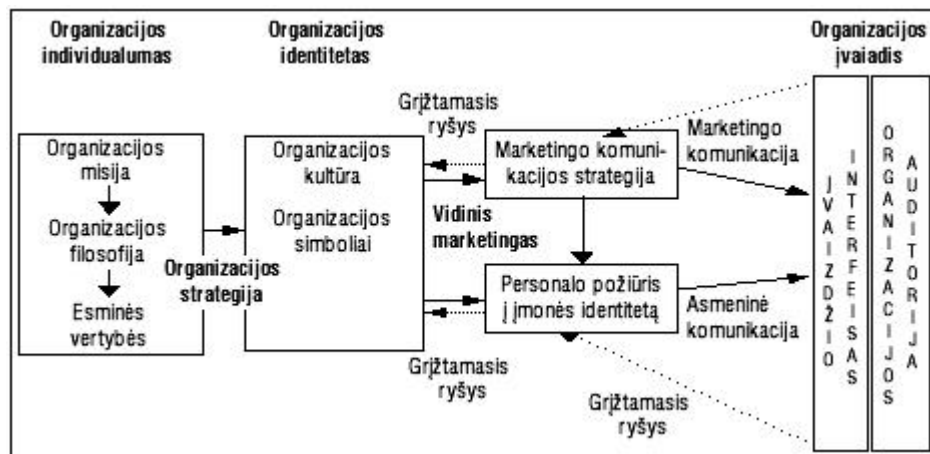 Organizacijos
individualumas
Organizacijos
identitetas
Organizacijos
įvaiadis
Organizacijos
misija
Organizacijos
filosofija
Esminės
vertybės
Organizacijos
strategija
Organizacijos
kultūra
Organizacijos
simboliai
Grįžtamasis
ryšys
Vidinis
marketingas
Grįžtamasis
ryšys
Marketingo komuni-
kacijos strategija
Personalo požiūris
į įmonės identitetą
Marketingo
komunikacija
Asmeninė
komunikacija
Grįžtamasis
ryšys
ĮVAIZDŽIO
INTERFEISAS
ORGANIZACIJOS
AUDITORIJA